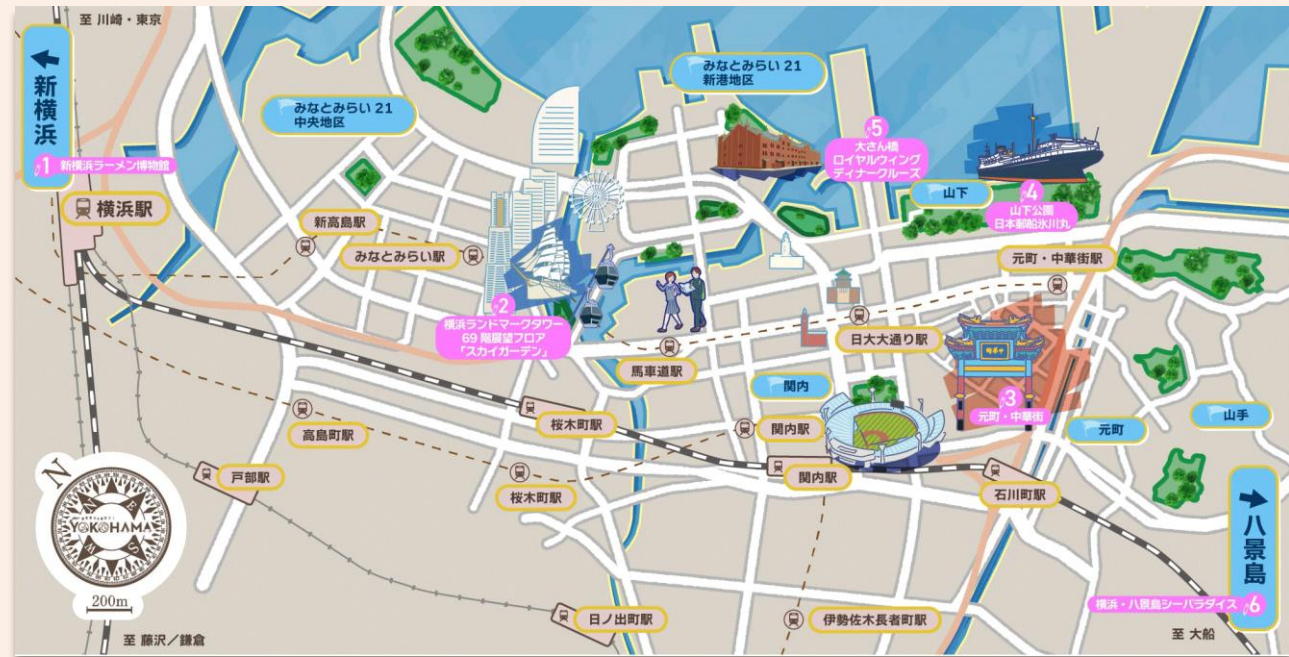 至 川崎・東京
新横浜
1 新横浜ラーメン博物館
横浜駅
みなとみらい 21
中央地区
みなとみらい 21
新港地区
5
大さん橋
ロイヤルウィング
ディナークルーズ
山下
4
山下公園
日本郵船氷川丸
新高島駅
みなとみらい駅
元町・中華街駅
2
横浜ランドマークタワー
69 階展望フロア
「スカイガーデン」
馬車道駅
日大大通り駅
中華街
3
元町・中華街
関内
元町
山手
高島町駅
桜木町駅
関内駅
戸部駅
桜木町駅
関内駅
石川町駅
八景島
横浜・八景島シーパラダイス 6
日ノ出町駅
伊勢佐木長者町駅
至 大船
至 藤沢／鎌倉
N
N
E
YOKOHAMA
W
S
200m